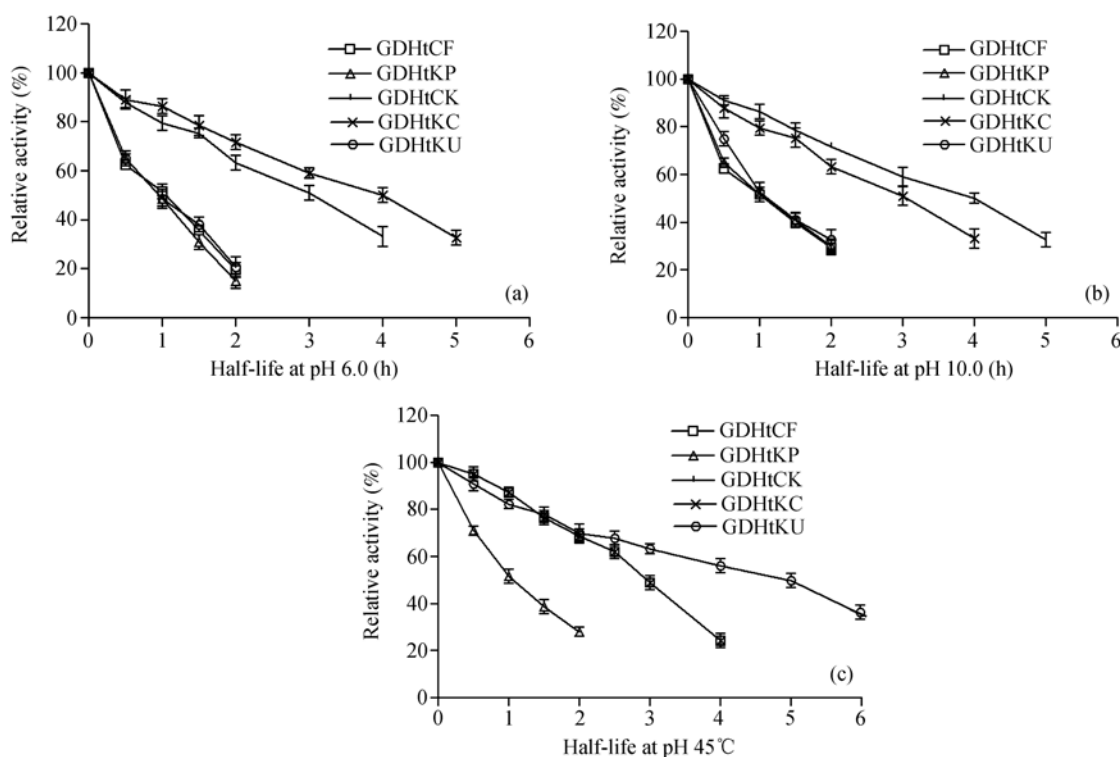 120
100
80
60
40
20
0
Relative activity (%)
GDHtCF
GDHtKP
GDHtCK
GDHtKC
GDHtKU
(a)
0 1 2 3 4 5 6
Half-life at pH 6.0 (h)
120
100
80
60
40
20
0
Relative activity (%)
GDHtCF
GDHtKP
GDHtCK
GDHtKC
GDHtKU
(b)
0 1 2 3 4 5 6
Half-life at pH 10.0 (h)
120
100
80
60
40
20
0
Relative activity (%)
GDHtCF
GDHtKP
GDHtCK
GDHtKC
GDHtKU
(c)
0 1 2 3 4 5 6
Half-life at pH 45℃